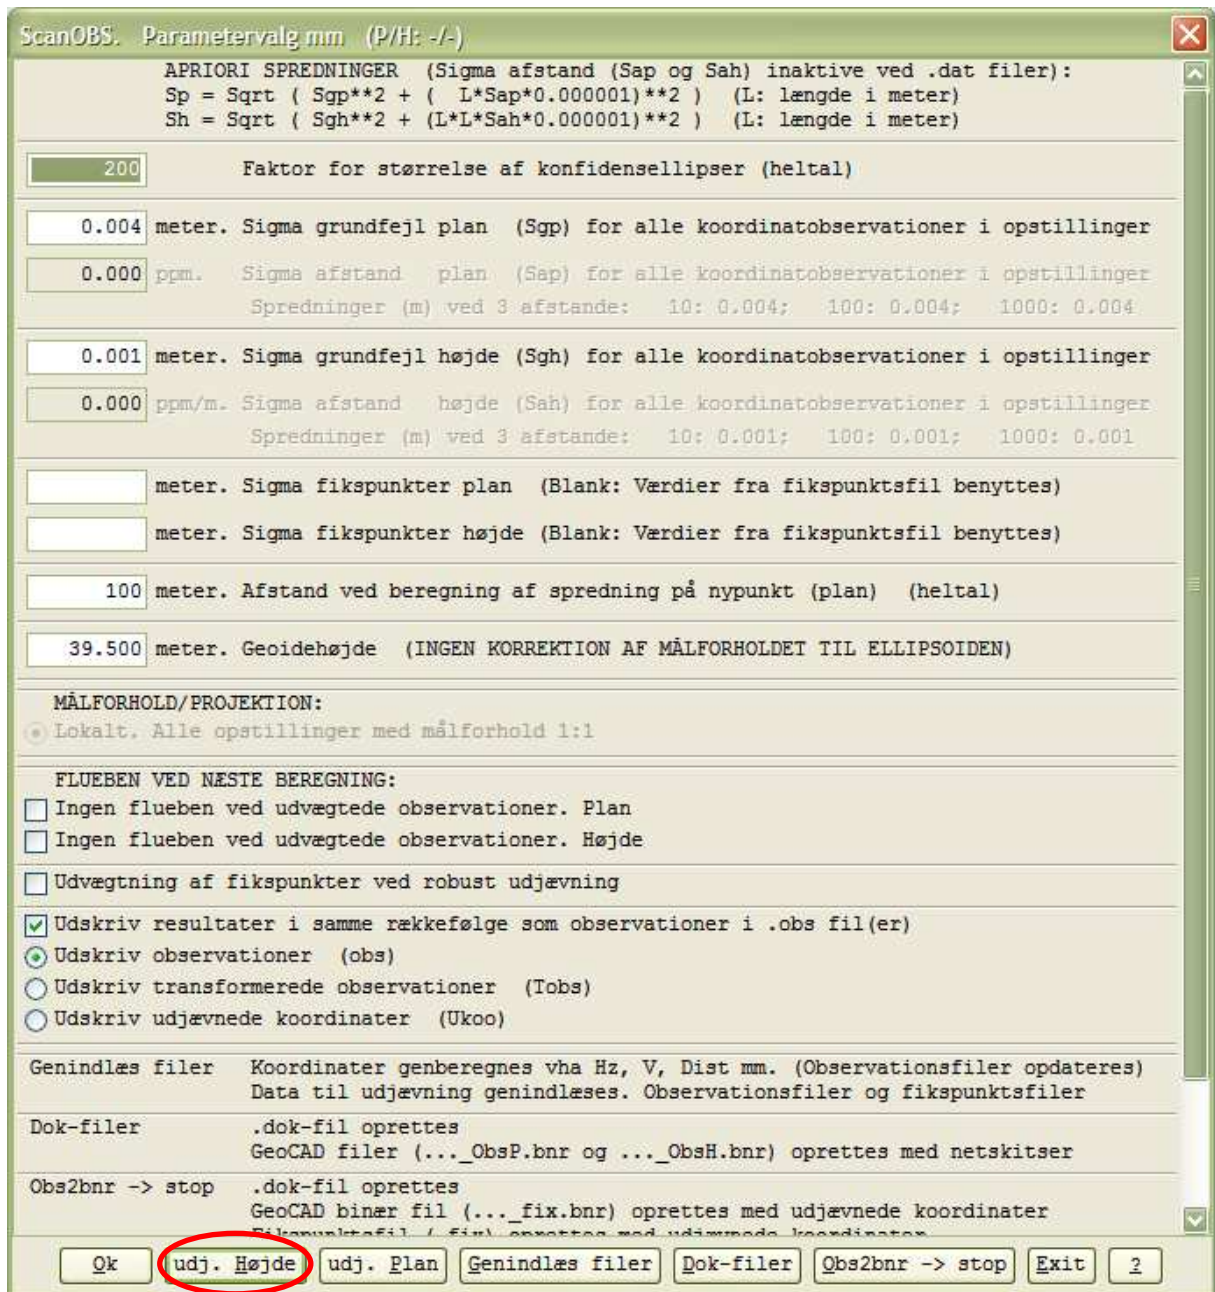 ScanOBS. Parametervalg mm (P/H: -/-)
APRIORI SPREDNINGER (Sigma afstand (Sap og Sah) inaktive ved .dat filer):
Sp = Sqrt ( Sgp**2 + ( L*Sap*0.000001)**2 ) (L: længde i meter)
Sh = Sqrt ( Sgh**2 + (L*L*Sah*0.000001)**2 ) (L: længde i meter)
200 Faktor for størrelse af konfidensellipser (heltal)
0.004 meter. Sigma grundfejl plan (Sgp) for alle koordinatobservationer i opstillinger
0.000 ppm. Sigma afstand plan (Sap) for alle koordinatobservationer i opstillinger
Spredninger (m) ved 3 afstande: 10: 0.004; 100: 0.004; 1000: 0.004
0.001 meter. Sigma grundfejl højde (Sgh) for alle koordinatobservationer i opstillinger
0.000 ppm/m. Sigma afstand højde (Sah) for alle koordinatobservationer i opstillinger
Spredninger (m) ved 3 afstande: 10: 0.001; 100: 0.001; 1000: 0.001
meter. Sigma fikspunkter plan (Blank: Værdier fra fikspunktsfil benyttes)
meter. Sigma fikspunkter højde (Blank: Værdier fra fikspunktsfil benyttes)
100 meter. Afstand ved beregning af spredning på nypunkt (plan) (heltal)
39.500 meter. Geoidehøjde (INGEN KORREKTION AF MÅLFORHOLDET TIL ELLIPSOIDEN)
MÅLFORHOLD/PROJEKTION:
Lokalt. Alle opstillinger med målforhold 1:1
FLUEBEN VED NÆSTE BEREGNING:
Ingen flueben ved udvægtede observationer. Plan
Ingen flueben ved udvægtede observationer. Højde
Udvægtning af fikspunkter ved robust udjævning
Udskriv resultater i samme rækkefølge som observationer i .obs fil(er)
Udskriv observationer (obs)
Udskriv transformerede observationer (Tobs)
Udskriv udjævnede koordinater (Ukoo)
Genindlæs filer Koordinater genberegnes vha Hz, V, Dist mm. (Observationsfiler opdateres)
Data til udjævning genindlæses. Observationsfiler og fikspunktsfiler
Dok-filer .dok-fil oprettes
GeoCAD filer (..._ObsP.bnr og ..._ObsH.bnr) oprettes med netskitser
Obs2bnr -> stop .dok-fil oprettes
GeoCAD binær fil (..._fix.bnr) oprettes med udjævnede koordinater
Fikspunktsfil (.fix) oprettes med udjævnede koordinater
Ok udj. Højde udj. Plan Genindlæs filer Dok-filer Obs2bnr -> stop Exit ?